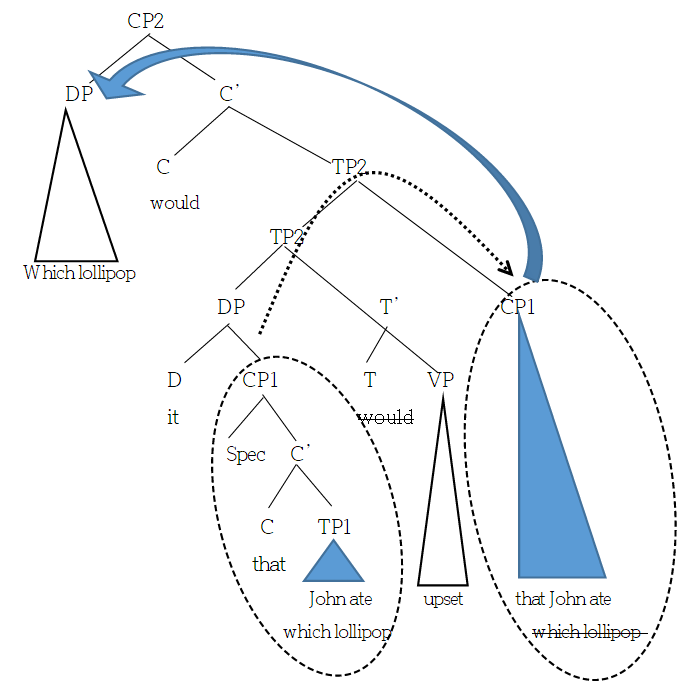 CP2
DP C'
C TP2
would
TP2
Which lollipop
DP T' CP1
D CP1 T VP
it would
Spec C'
C TP1
that
John ate upset that John ate
which lollipop which lollipop